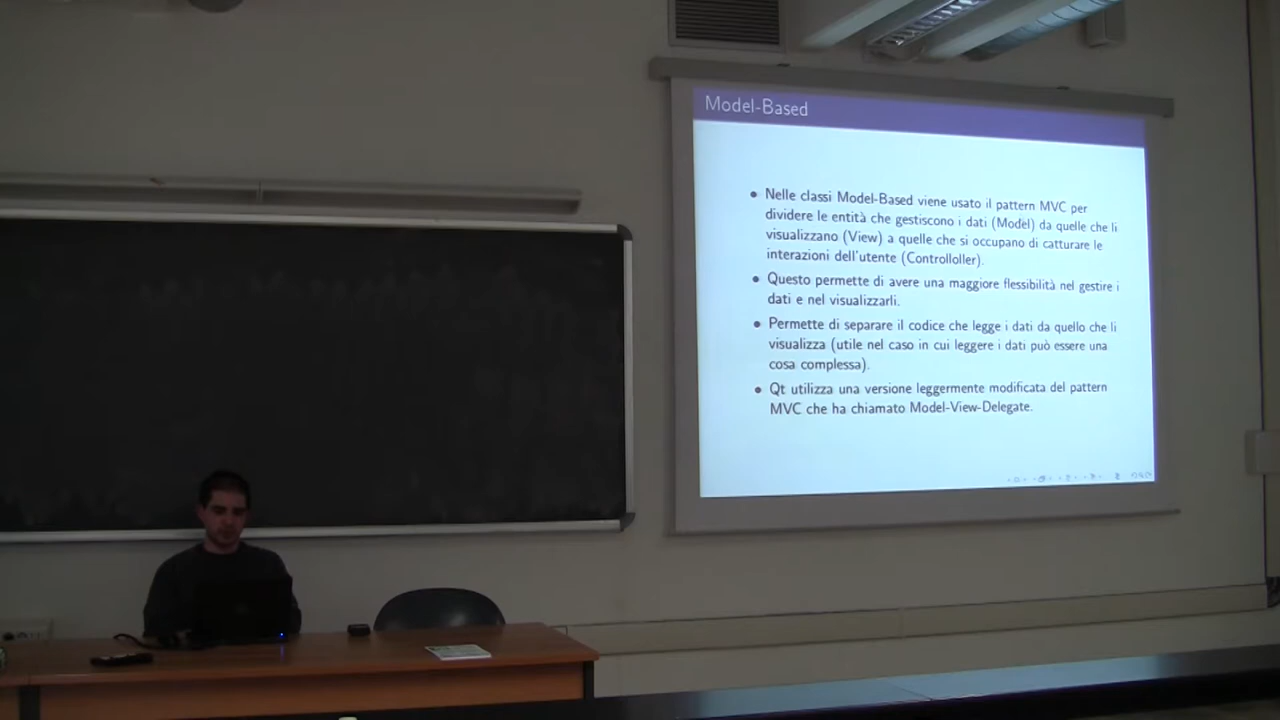 Model-Based
• Nelle classi Model-Based viene usato il pattern MVC per
dividere le entità che gestiscono i dati (Model) da quelle che li
visualizzano (View) a quelle che si occupano di catturare le
interazioni dell'utente (Controlloller).
• Questo permette di avere una maggiore flessibilità nel gestire i
dati e nel visualizzarli.
• Permette di separare il codice che legge i dati da quello che li
visualizza (utile nel caso in cui leggere i dati può essere una
cosa complessa).
• Qt utilizza una versione leggermente modificata del pattern
MVC che ha chiamato Model-View-Delegate.